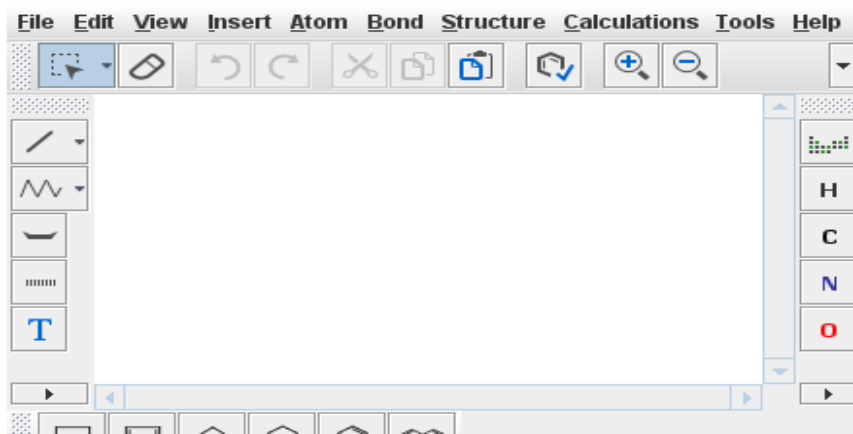 File Edit View Insert Atom Bond Structure Calculations Tools Help
H
C
N
T
O